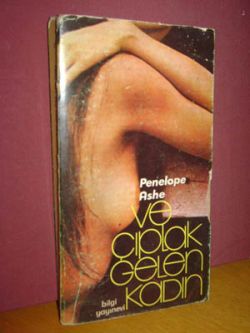 Penelope
Ashe
ve
çıplak
gelen
kadın
bilgi
yayınevi